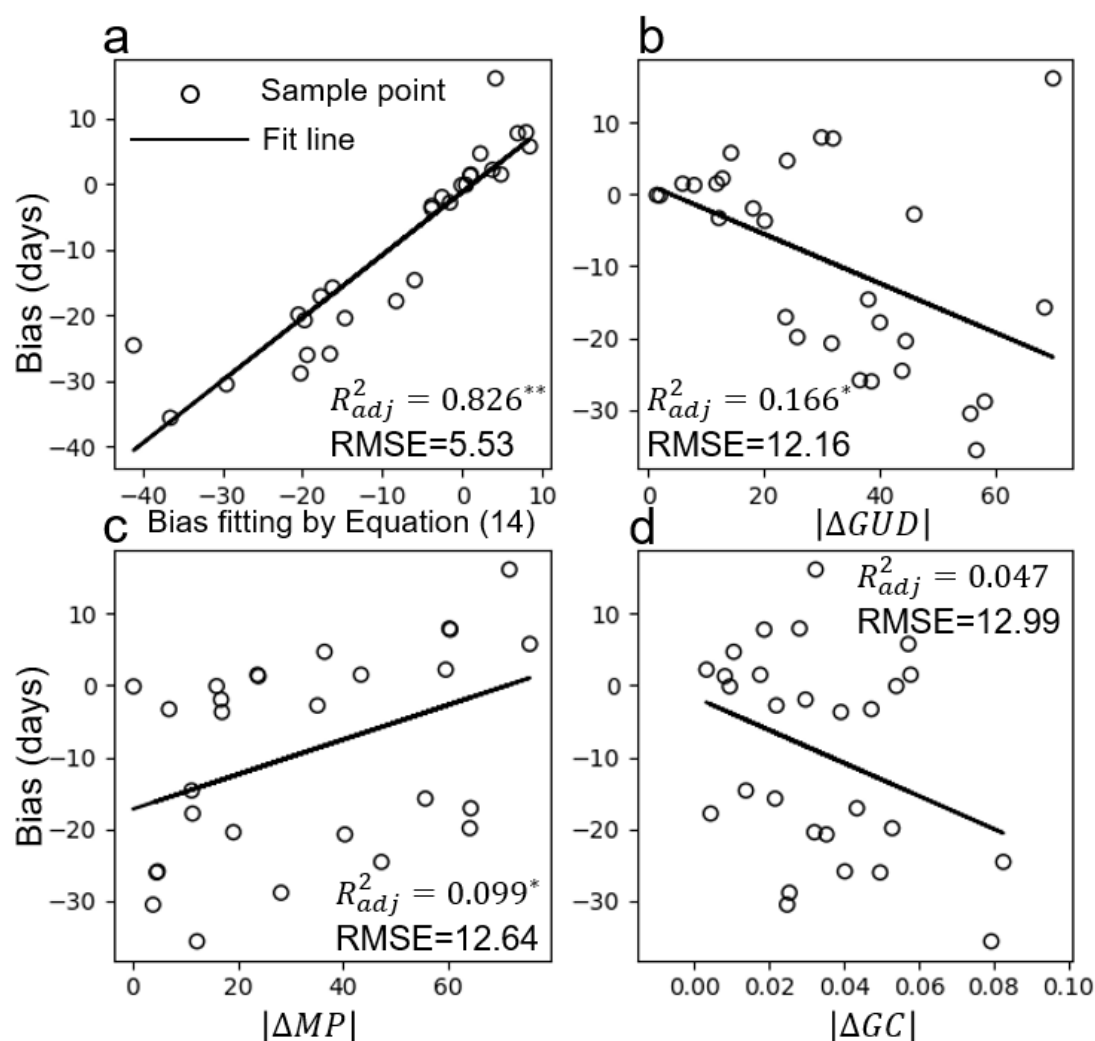 a
Sample point
Fit line
10
0
−10
−20
−30
−40
Bias (days)
R²adj = 0.826**
RMSE=5.53
−40 −30 −20 −10 0 10
Bias fitting by Equation (14)
b
10
0
−10
−20
−30
R²adj = 0.166*
RMSE=12.16
0 20 40 60
|ΔGUD|
c
10
0
−10
−20
−30
Bias (days)
R²adj = 0.099*
RMSE=12.64
0 20 40 60
|ΔMP|
d
R²adj = 0.047
RMSE=12.99
10
0
−10
−20
−30
0.00 0.02 0.04 0.06 0.08 0.10
|ΔGC|